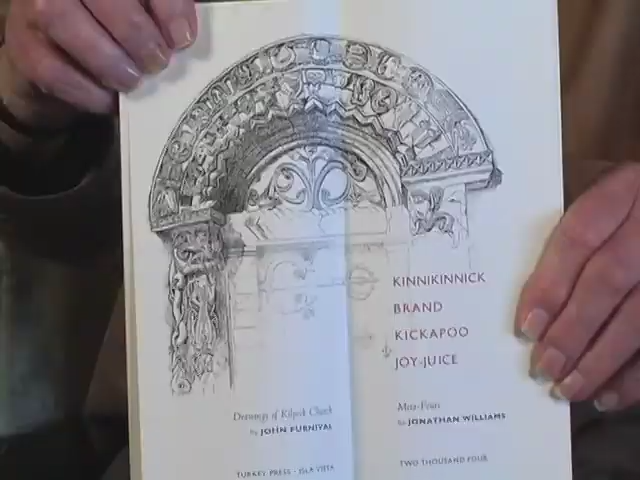 KINNIKINNICK
BRAND
KICKAPOO
JOY-JUICE
Drawings of Kilpeck Church
by JOHN FURNIVAL
Meta-Fours
by JONATHAN WILLIAMS
TURKEY PRESS · ISLA VISTA
TWO THOUSAND FOUR